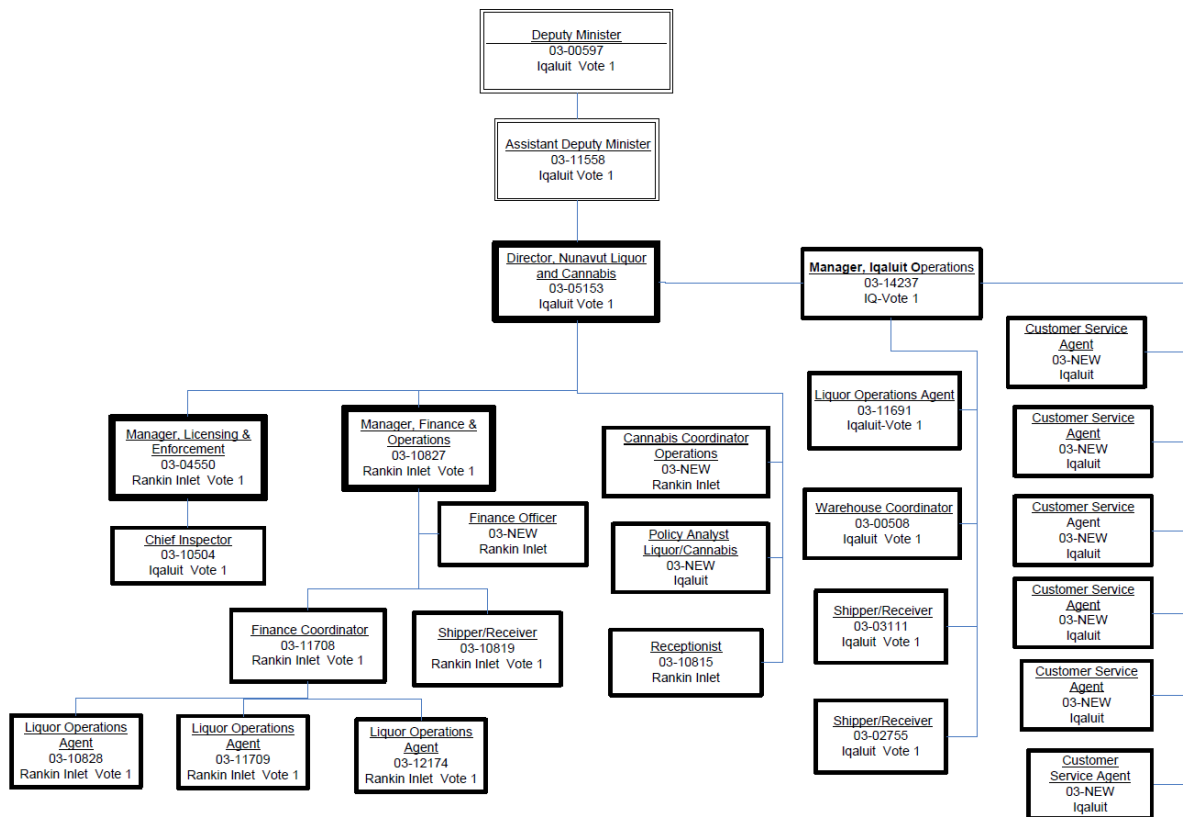 Deputy Minister
03-00597
Iqaluit Vote 1
Assistant Deputy Minister
03-11558
Iqaluit Vote 1
Director, Nunavut Liquor
and Cannabis
03-05153
Iqaluit Vote 1
Manager, Iqaluit Operations
03-14237
IQ-Vote 1
Manager, Licensing &
Enforcement
03-04550
Rankin Inlet Vote 1
Chief Inspector
03-10504
Iqaluit Vote 1
Manager, Finance &
Operations
03-10827
Rankin Inlet Vote 1
Finance Officer
03-NEW
Rankin Inlet
Finance Coordinator
03-11708
Rankin Inlet Vote 1
Shipper/Receiver
03-10819
Rankin Inlet Vote 1
Liquor Operations
Agent
03-10828
Rankin Inlet Vote 1
Liquor Operations
Agent
03-11709
Rankin Inlet Vote 1
Liquor Operations
Agent
03-12174
Rankin Inlet Vote 1
Cannabis Coordinator
Operations
03-NEW
Rankin Inlet
Policy Analyst
Liquor/Cannabis
03-NEW
Iqaluit
Receptionist
03-10815
Rankin Inlet
Liquor Operations Agent
03-11691
Iqaluit-Vote 1
Warehouse Coordinator
03-00508
Iqaluit Vote 1
Shipper/Receiver
03-03111
Iqaluit Vote 1
Shipper/Receiver
03-02755
Iqaluit Vote 1
Customer Service
Agent
03-NEW
Iqaluit
Customer Service
Agent
03-NEW
Iqaluit
Customer Service
Agent
03-NEW
Iqaluit
Customer Service
Agent
03-NEW
Iqaluit
Customer Service
Agent
03-NEW
Iqaluit
Customer
Service Agent
03-NEW
Iqaluit